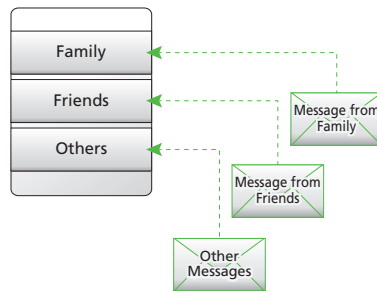 Family
Friends
Others
Message from
Family
Message from
Friends
Other
Messages